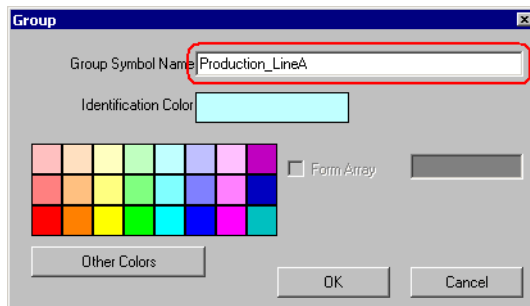 Group
Group Symbol Name Production_LineA
Identification Color
Form Array
Other Colors
OK Cancel